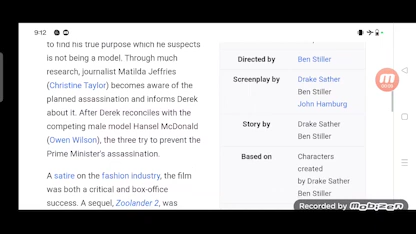 9:12
to find his true purpose which he suspects
is not being a model. Through much
research, journalist Matilda Jeffries
(Christine Taylor) becomes aware of the
planned assassination and informs Derek
about it. After Derek reconciles with the
competing male model Hansel McDonald
(Owen Wilson), the three try to prevent the
Prime Minister's assassination.
A satire on the fashion industry, the film
was both a critical and box-office
success. A sequel, Zoolander 2, was
Directed by Ben Stiller
Screenplay by Drake Sather
Ben Stiller
John Hamburg
Story by Drake Sather
Ben Stiller
Based on Characters
created
by Drake Sather
Ben Stiller
Recorded by mobizen